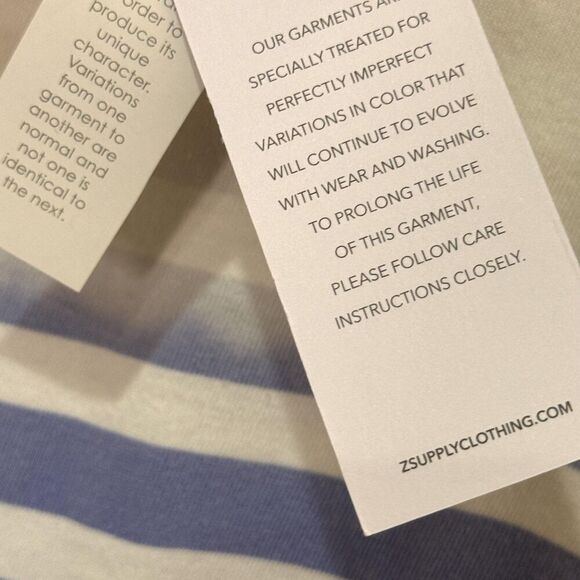 order to
produce its
unique
character.
Variations
from one
garment to
another are
normal and
not one is
identical to
the next.
OUR GARMENTS ARE
SPECIALLY TREATED FOR
PERFECTLY IMPERFECT
VARIATIONS IN COLOR THAT
WILL CONTINUE TO EVOLVE
WITH WEAR AND WASHING.
TO PROLONG THE LIFE
OF THIS GARMENT,
PLEASE FOLLOW CARE
INSTRUCTIONS CLOSELY.
ZSUPPLYCLOTHING.COM